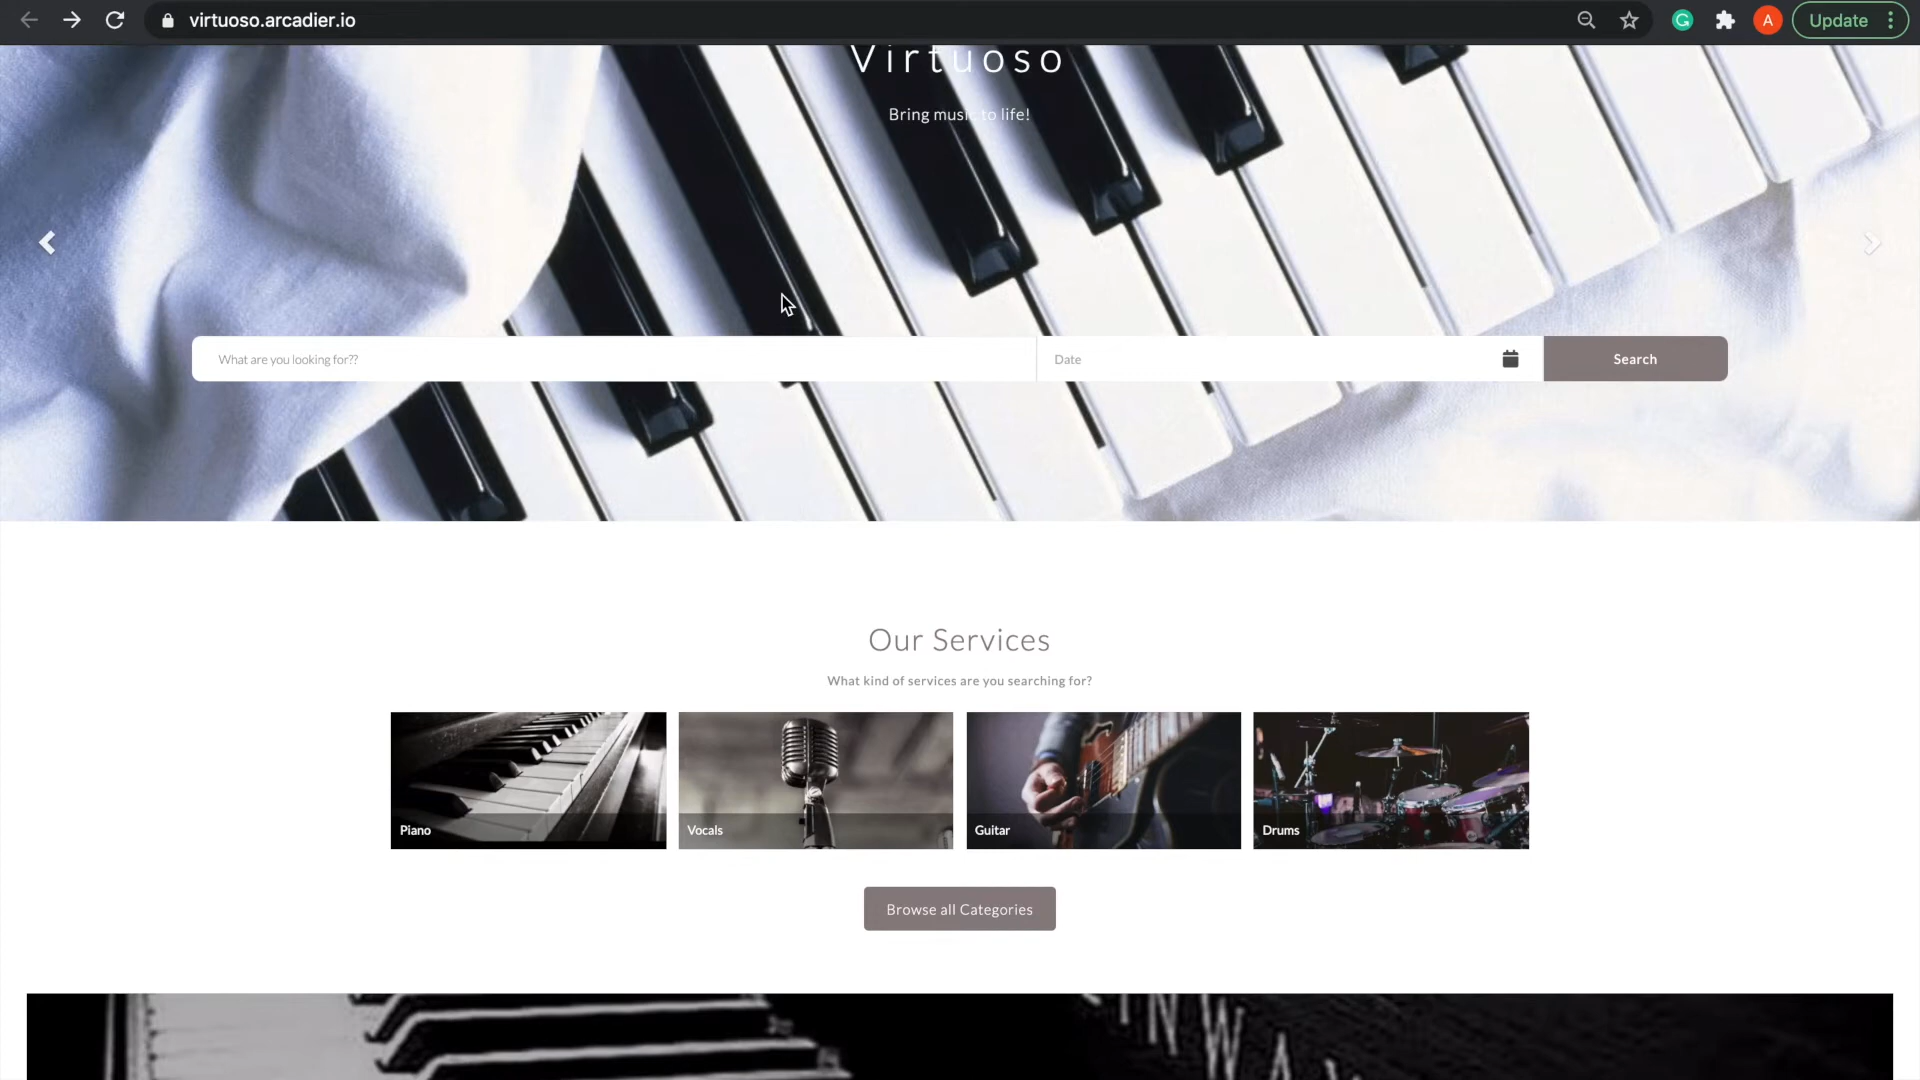 virtuoso.arcadier.io
A
Update
Virtuoso
Bring music to life!
What are you looking for??
Date
Search
Our Services
What kind of services are you searching for?
Piano
Vocals
Guitar
Drums
Browse all Categories